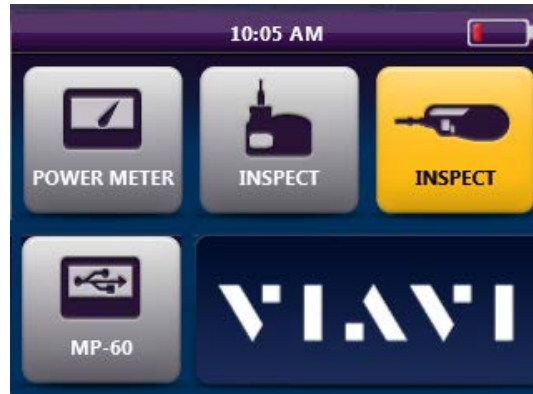 10:05 AM
POWER METER
INSPECT
INSPECT
MP-60
VIAVI